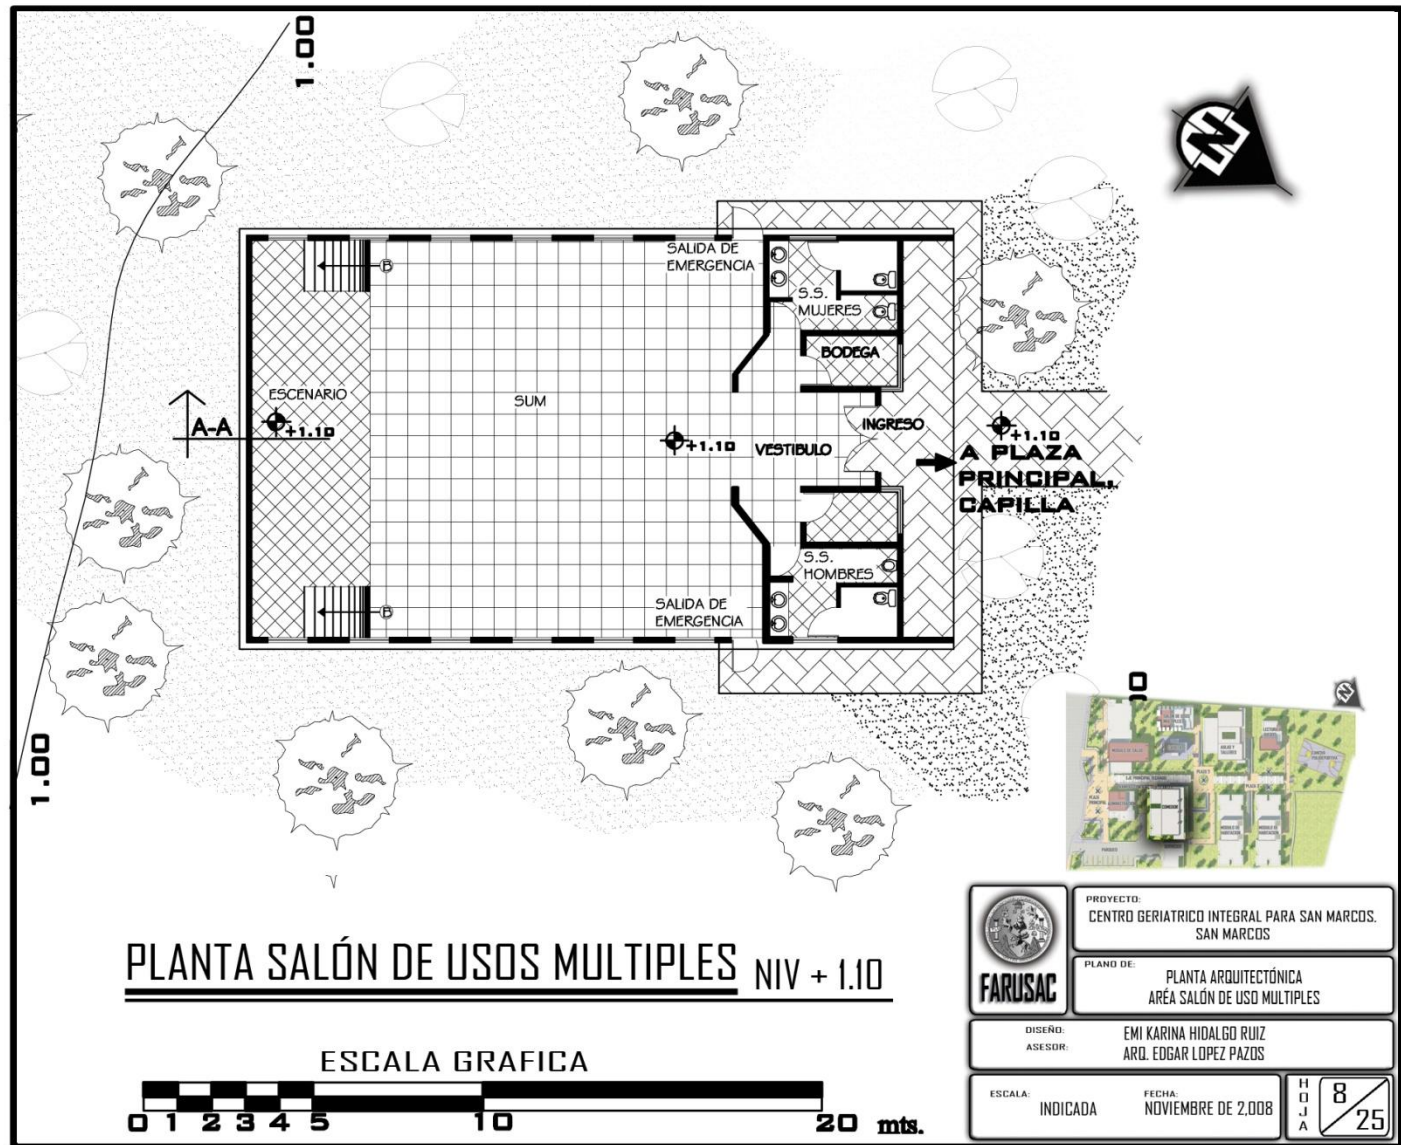 1.00
N
SALIDA DE
EMERGENCIA
B
S.S.
MUJERES
BODEGA
ESCENARIO
SUM
A-A
+1.10
+1.10
VESTIBULO
INGRESO
+1.10
A PLAZA
PRINCIPAL,
CAPILLA
S.S.
HOMBRES
B
SALIDA DE
EMERGENCIA
1.00
N
PLANTA SALÓN DE USOS MULTIPLES NIV + 1.10
ESCALA GRAFICA
0 1 2 3 4 5 10 20 mts.
FARUSAC
PROYECTO:
CENTRO GERIATRICO INTEGRAL PARA SAN MARCOS.
SAN MARCOS
PLANO DE:
PLANTA ARQUITECTÓNICA
ARÉA SALÓN DE USO MULTIPLES
DISEÑO: EMI KARINA HIDALGO RUIZ
ASESOR: ARQ. EDGAR LOPEZ PAZOS
ESCALA: INDICADA
FECHA: NOVIEMBRE DE 2,008
HOJA
8/25